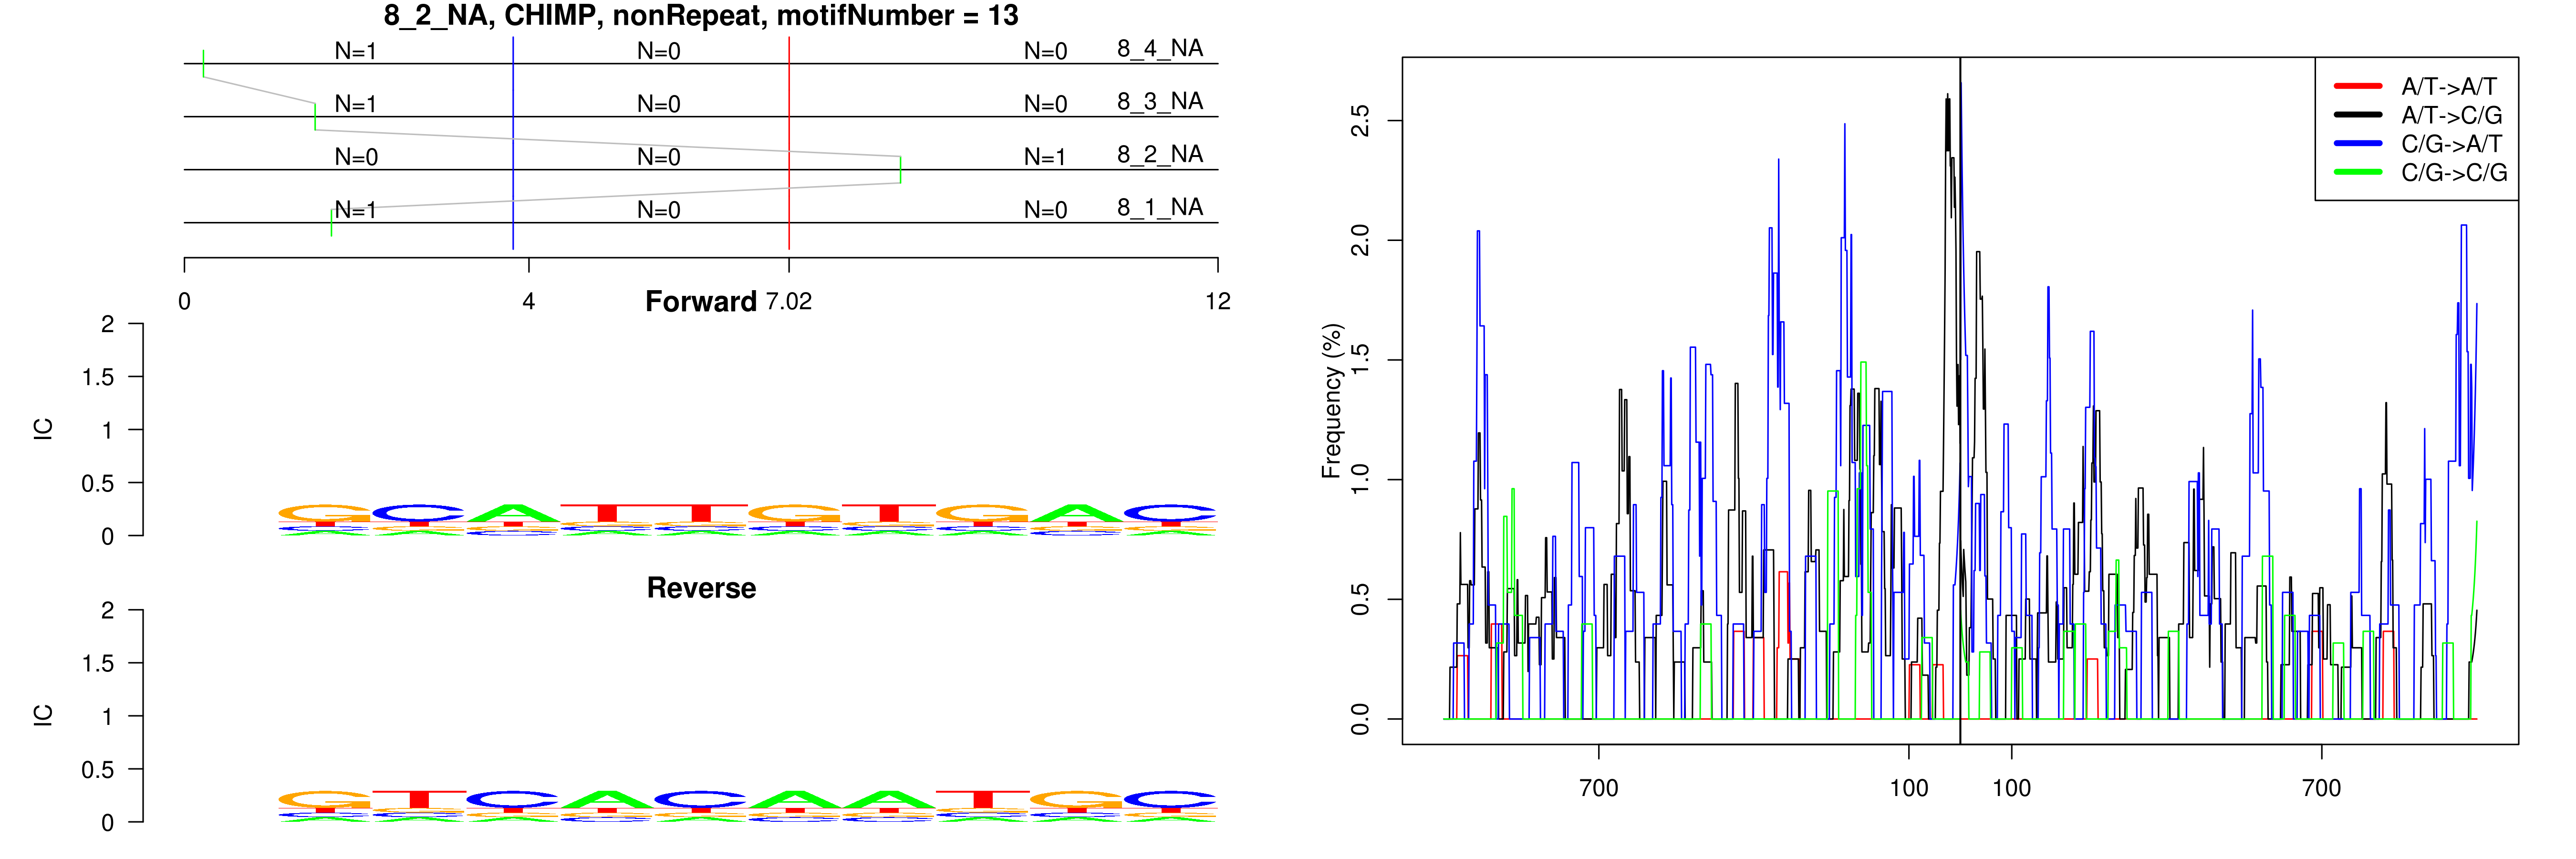 8_2_NA, CHIMP, nonRepeat, motifNumber = 13
N=1 N=0 N=0 8_4_NA
N=1 N=0 N=0 8_3_NA
N=0 N=0 N=1 8_2_NA
N=1 N=0 N=0 8_1_NA
0 4 7.02 12
Forward
IC
2
1.5
1
0.5
0
GCATTGTGAC
Reverse
IC
2
1.5
1
0.5
0
GTCACAATGC
Frequency (%)
2.5
2.0
1.5
1.0
0.5
0.0
700 100 100 700
A/T->A/T
A/T->C/G
C/G->A/T
C/G->C/G